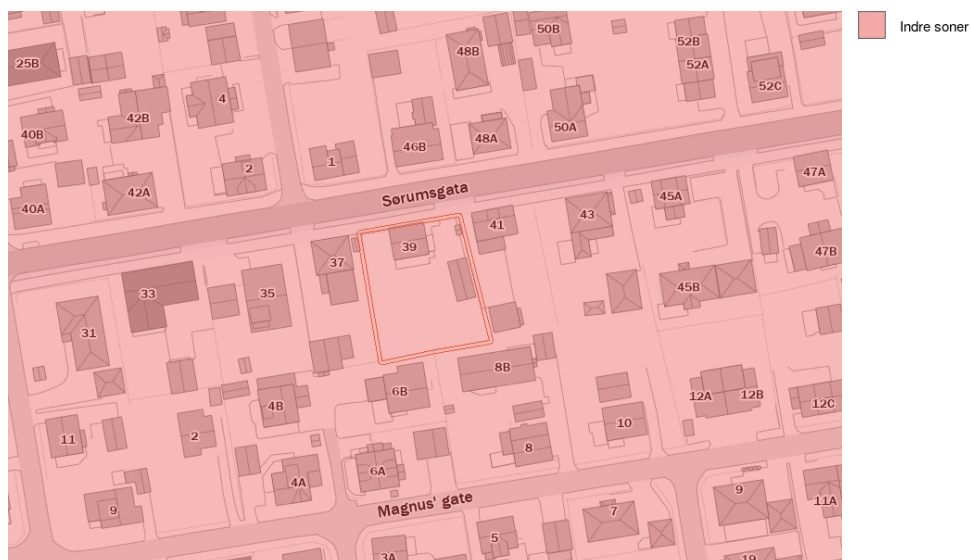 Indre soner
50B
48B
52B
25B
52A
52C
4
42B
50A
40B
48A
46B
1
2
47A
42A
45A
Sørumsgata
40A
43
41
39
47B
37
45B
33
35
31
8B
6B
12A
12B
12C
4B
10
2
11
8
6A
4A
9
11A
Magnus' gate
9
7
5
3A
19